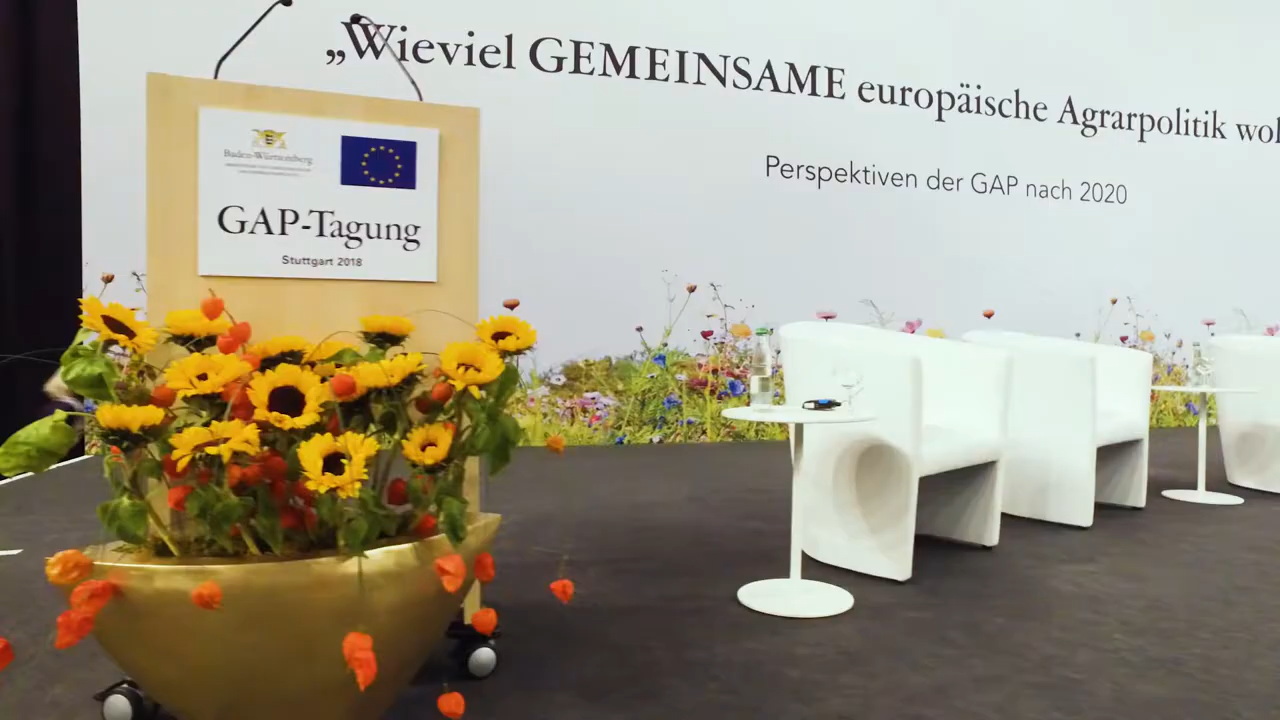 „Wieviel GEMEINSAME europäische Agrarpolitik
Perspektiven der GAP nach 2020
Baden-Württemberg
GAP-Tagung
Stuttgart 2018